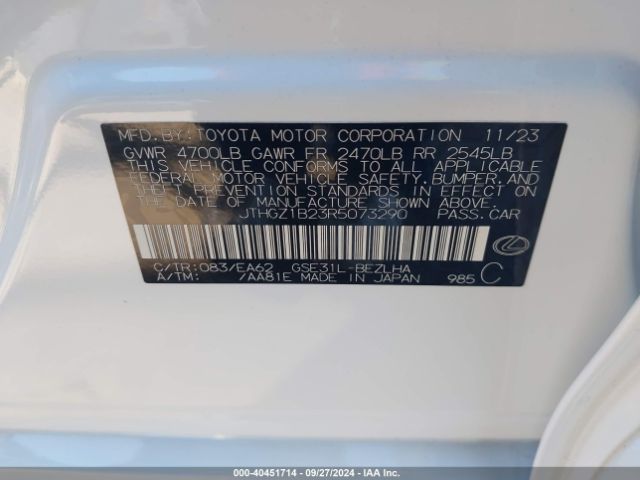 MFD. BY: TOYOTA MOTOR CORPORATION 11/23
GVWR 4700LB GAWR FR 2470LB RR 2545LB
THIS VEHICLE CONFORMS TO ALL APPLICABLE
FEDERAL MOTOR VEHICLE SAFETY, BUMPER, AND
THEFT PREVENTION STANDARDS IN EFFECT ON
THE DATE OF MANUFACTURE SHOWN ABOVE.
JTHGZ1B23R5073290 PASS.CAR
C/TR: 083/EA62 GSE31L-BEZLHA
A/TM: /AA81E MADE IN JAPAN 985 C
000-40451714 - 09/27/2024 - IAA Inc.